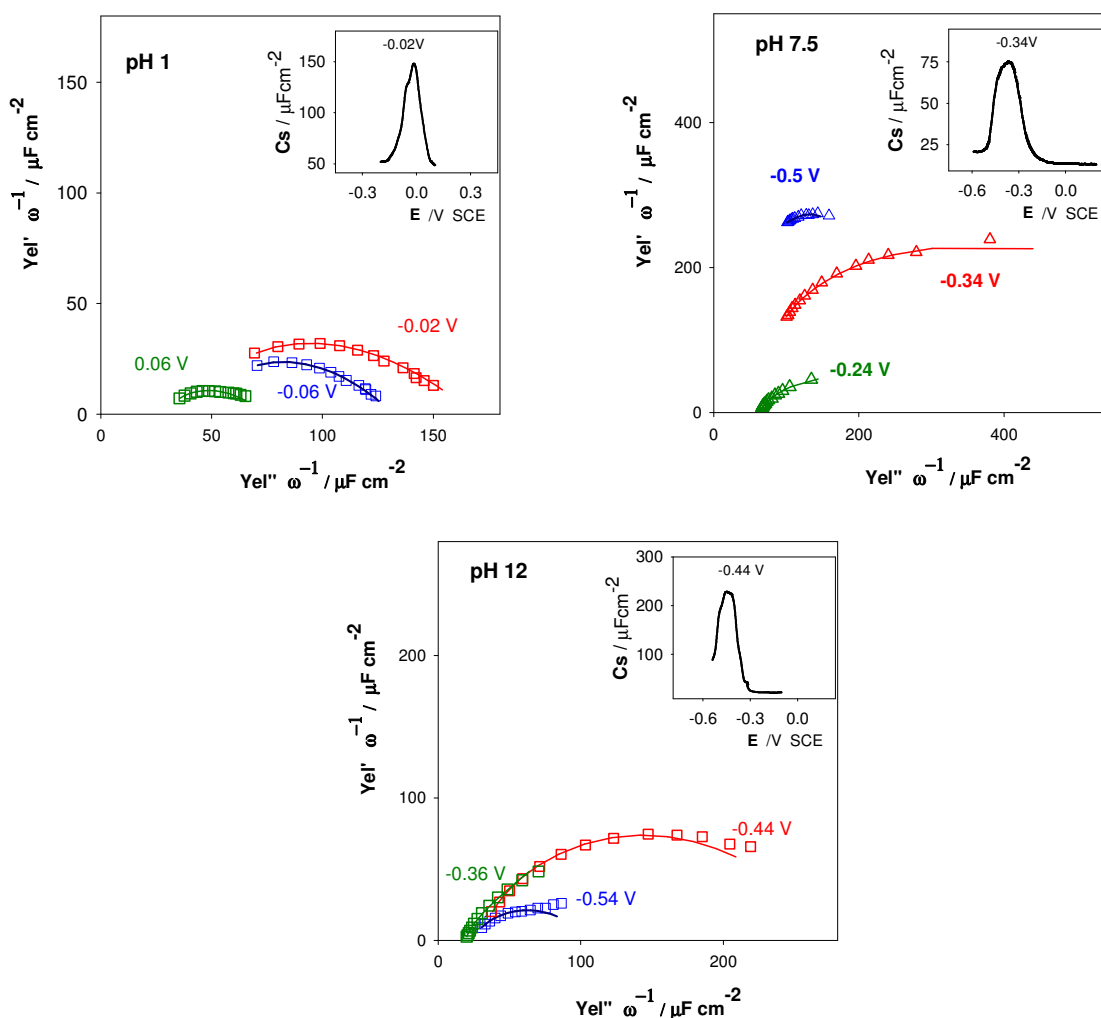 pH 1
Yel' ω⁻¹ / μF cm⁻²
170
150
100
50
0
0 50 100 150
Yel'' ω⁻¹ / μF cm⁻²
0.06 V
-0.06 V
-0.02 V
-0.02V
Cs / μFcm⁻²
150
100
50
-0.3 0.0 0.3
E /V SCE
pH 7.5
Yel' ω⁻¹ / μF cm⁻²
400
200
0
0 200 400
Yel'' ω⁻¹ / μF cm⁻²
-0.5 V
-0.34 V
-0.24 V
-0.34V
Cs / μFcm⁻²
75
50
25
-0.6 -0.3 0.0
E /V SCE
pH 12
Yel' ω⁻¹ / μF cm⁻²
200
100
0
0 100 200
Yel'' ω⁻¹ / μF cm⁻²
-0.36 V
-0.44 V
-0.54 V
-0.44 V
Cs / μFcm⁻²
300
200
100
-0.6 -0.3 0.0
E /V SCE